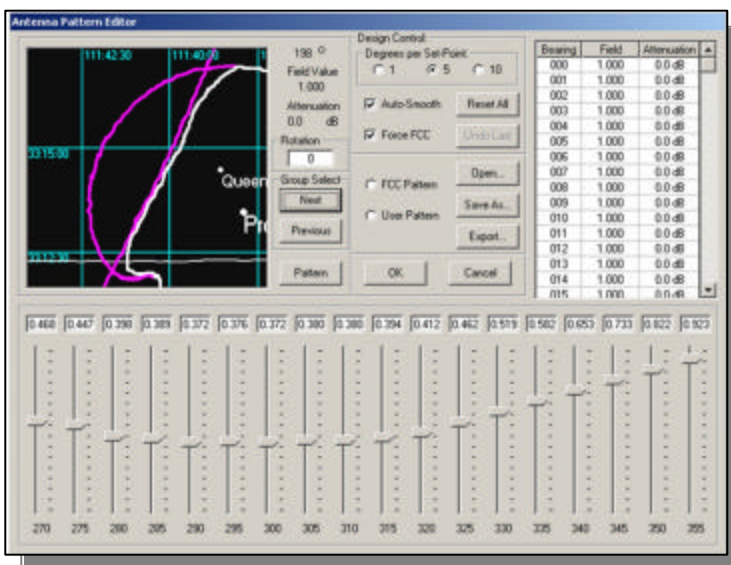 Antenna Pattern Editor
111:42:30
111:40:00
1
33:15:00
33:12:30
Queen
Pro
198 °
Field Value
1.000
Attenuation
0.0 dB
Rotation
0
Group Select
Next
Previous
Pattern
Design Control
Degrees per Set-Point
1 5 10
Auto-Smooth
Reset All
Force FCC
Undo Last
FCC Pattern
User Pattern
Open...
Save As...
Export...
OK
Cancel
Bearing Field Attenuation
000 1.000 0.0 dB
001 1.000 0.0 dB
002 1.000 0.0 dB
003 1.000 0.0 dB
004 1.000 0.0 dB
005 1.000 0.0 dB
006 1.000 0.0 dB
007 1.000 0.0 dB
008 1.000 0.0 dB
009 1.000 0.0 dB
010 1.000 0.0 dB
011 1.000 0.0 dB
012 1.000 0.0 dB
013 1.000 0.0 dB
014 1.000 0.0 dB
015 1.000 0.0 dB
0.468 0.447 0.398 0.389 0.372 0.376 0.372 0.380 0.380 0.394 0.412 0.462 0.519 0.582 0.653 0.733 0.822 0.923
270 275 280 285 290 295 300 305 310 315 320 325 330 335 340 345 350 355